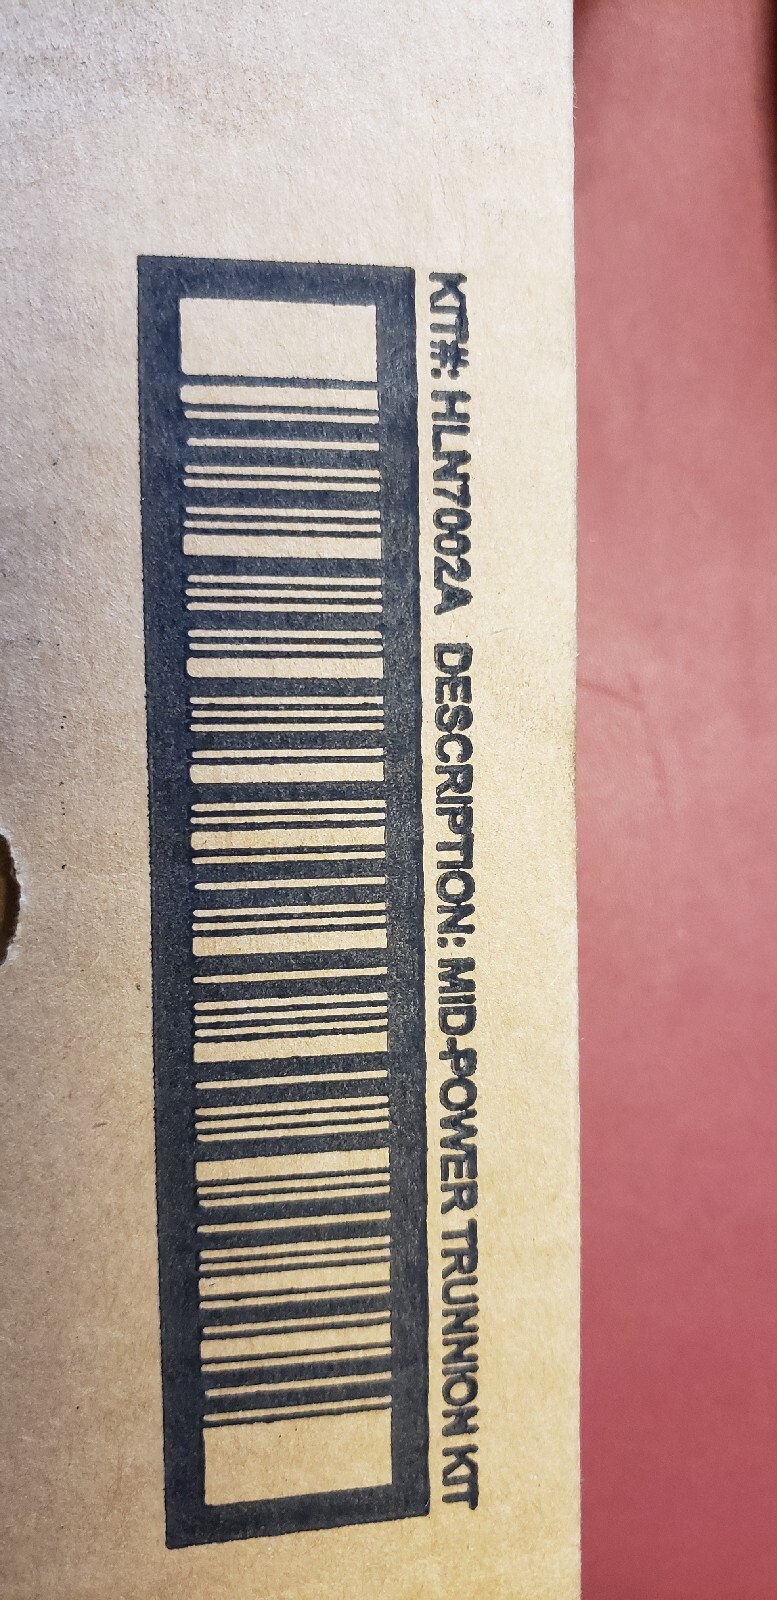 KIT#: HLN7002A DESCRIPTION: MID-POWER TRUNNION KIT